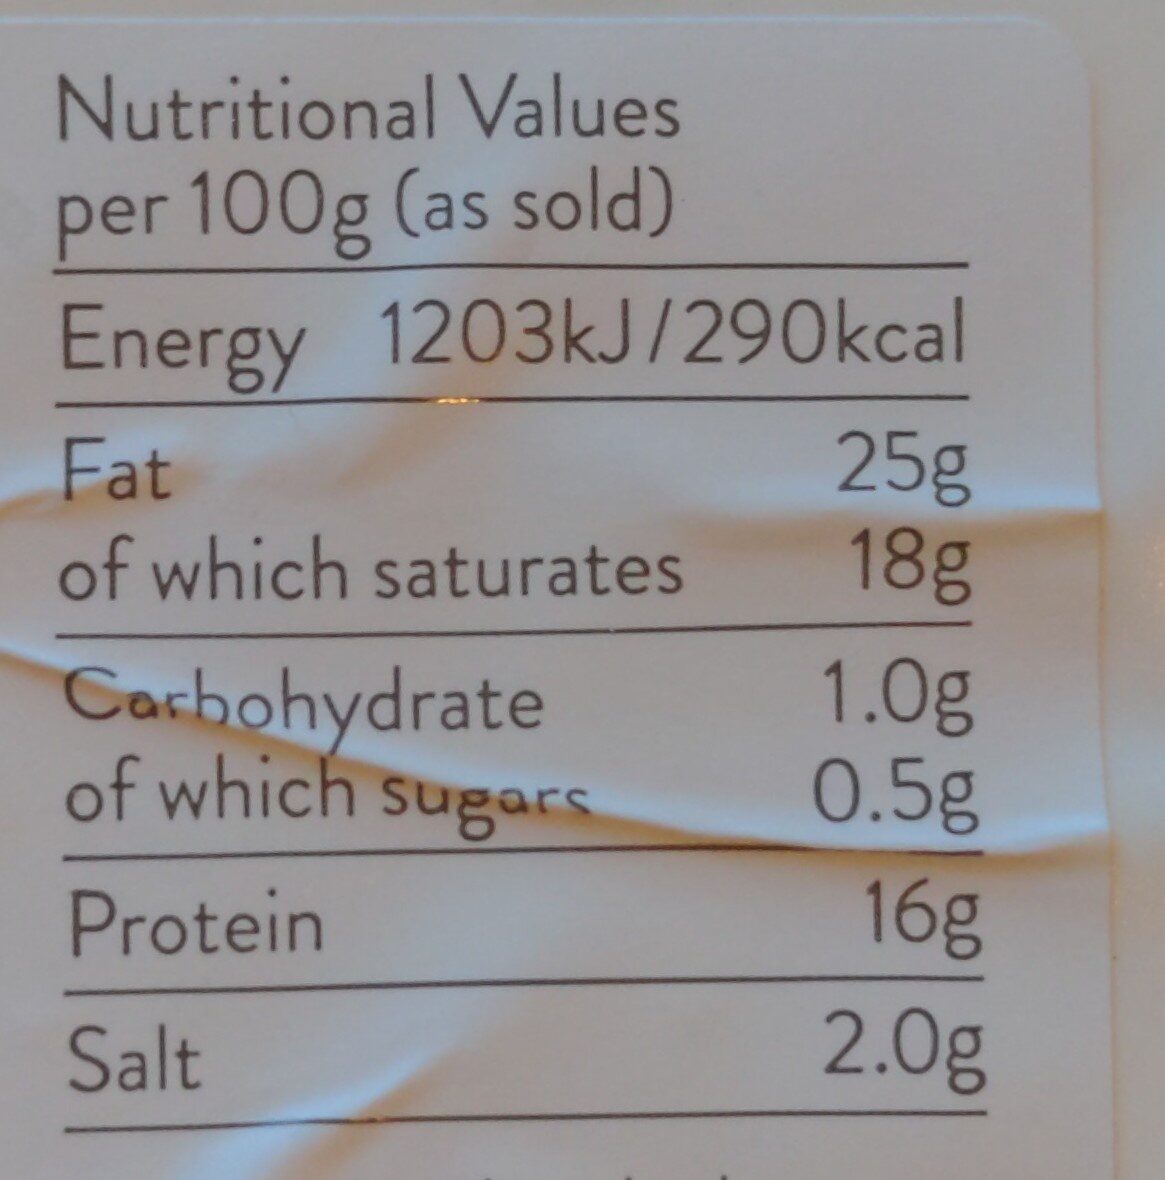 Nutritional Values
per 100g (as sold)
Energy 1203kJ/290kcal
Fat 25g
of which saturates 18g
Carbohydrate 1.0g
of which sugars 0.5g
Protein 16g
Salt 2.0g